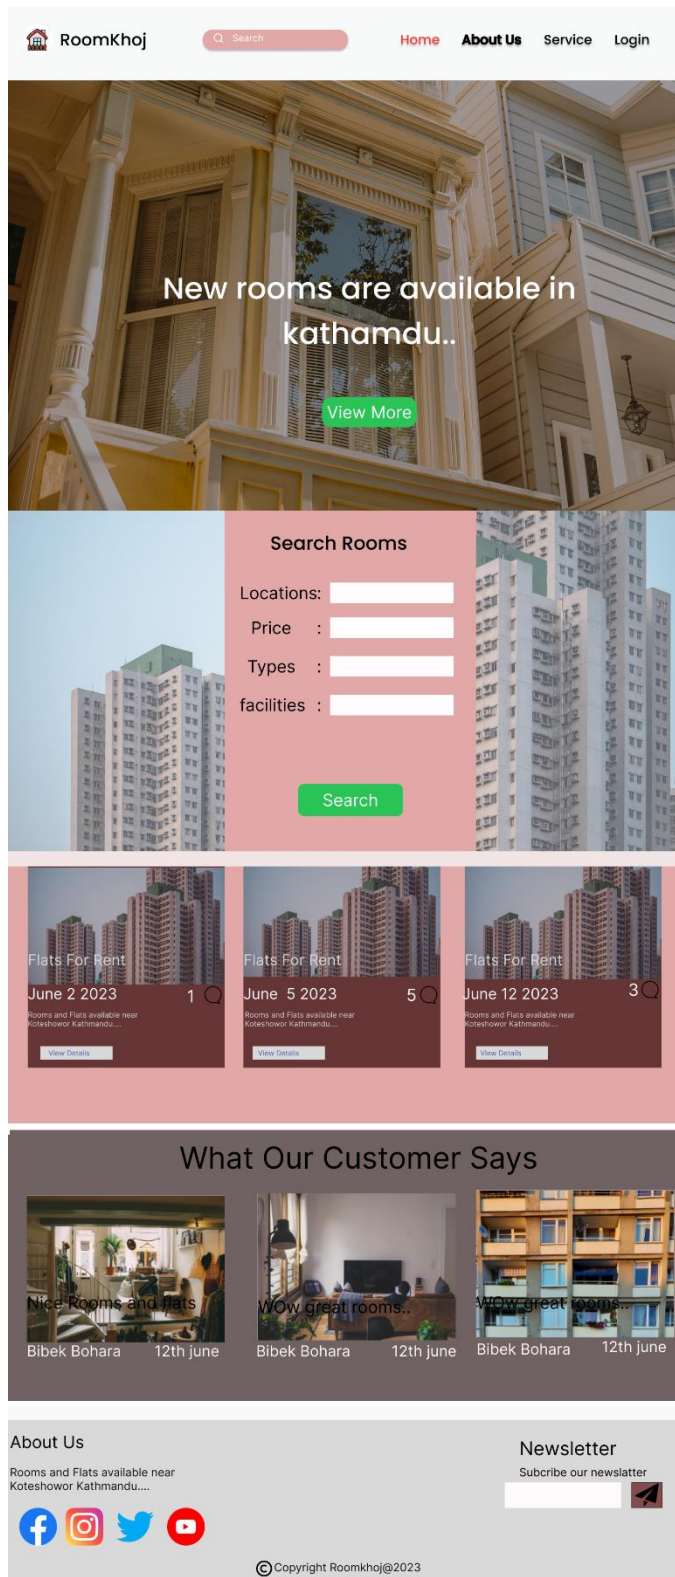 RoomKhoj
Search
Home About Us Service Login
New rooms are available in
kathamdu..
View More
Search Rooms
Locations:
Price :
Types :
facilities :
Search
Flats For Rent
June 2 2023 1
Rooms and Flats available near
Koteshowor Kathmandu....
View Details
Flats For Rent
June 5 2023 5
Rooms and Flats available near
Koteshowor Kathmandu....
View Details
Flats For Rent
June 12 2023 3
Rooms and Flats available near
Koteshowor Kathmandu....
View Details
What Our Customer Says
Nice Rooms and flats
Bibek Bohara 12th june
WOw great rooms..
Bibek Bohara 12th june
WOw great rooms..
Bibek Bohara 12th june
About Us
Rooms and Flats available near
Koteshowor Kathmandu....
Newsletter
Subcribe our newslatter
©Copyright Roomkhoj@2023